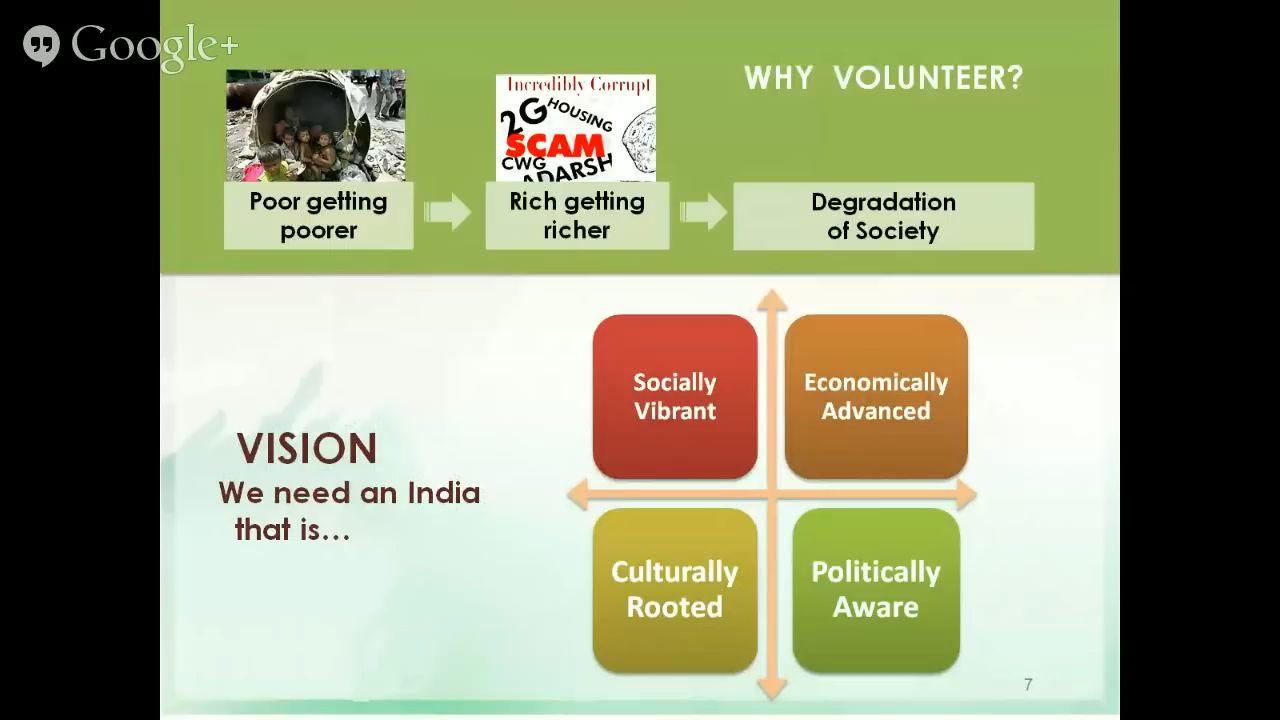 Google+
WHY VOLUNTEER?
Incredibly Corrupt
2G HOUSING
SCAM
CWG
ADARSH
Poor getting
poorer
Rich getting
richer
Degradation
of Society
VISION
We need an India
that is...
Socially
Vibrant
Economically
Advanced
Culturally
Rooted
Politically
Aware
7